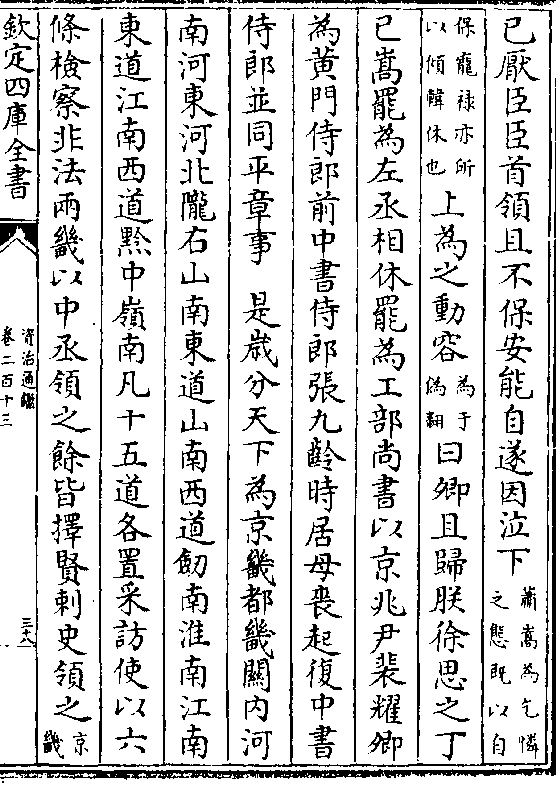 已厭臣臣首領且不保安能自遂因泣下蕭嵩為乞憐之態既以自
保寵禄亦所以傾韓休也上為之動容為于偽翻曰卿且歸朕徐思之丁
巳嵩罷為左丞相休罷為工部尚書以京兆尹裴耀卿
為黄門侍郎前中書侍郎張九齡時居母喪起復中書
侍郎並同平章事 是歳分天下為京畿都畿關内河
南河東河北隴右山南東道山南西道劒南淮南江南
東道江南西道黔中嶺南凡十五道各置采訪使以六
條檢察非法兩畿以中丞領之餘皆擇賢刺史領之京畿
欽定四庫全書
資治通鑑
卷二百十三
三十八